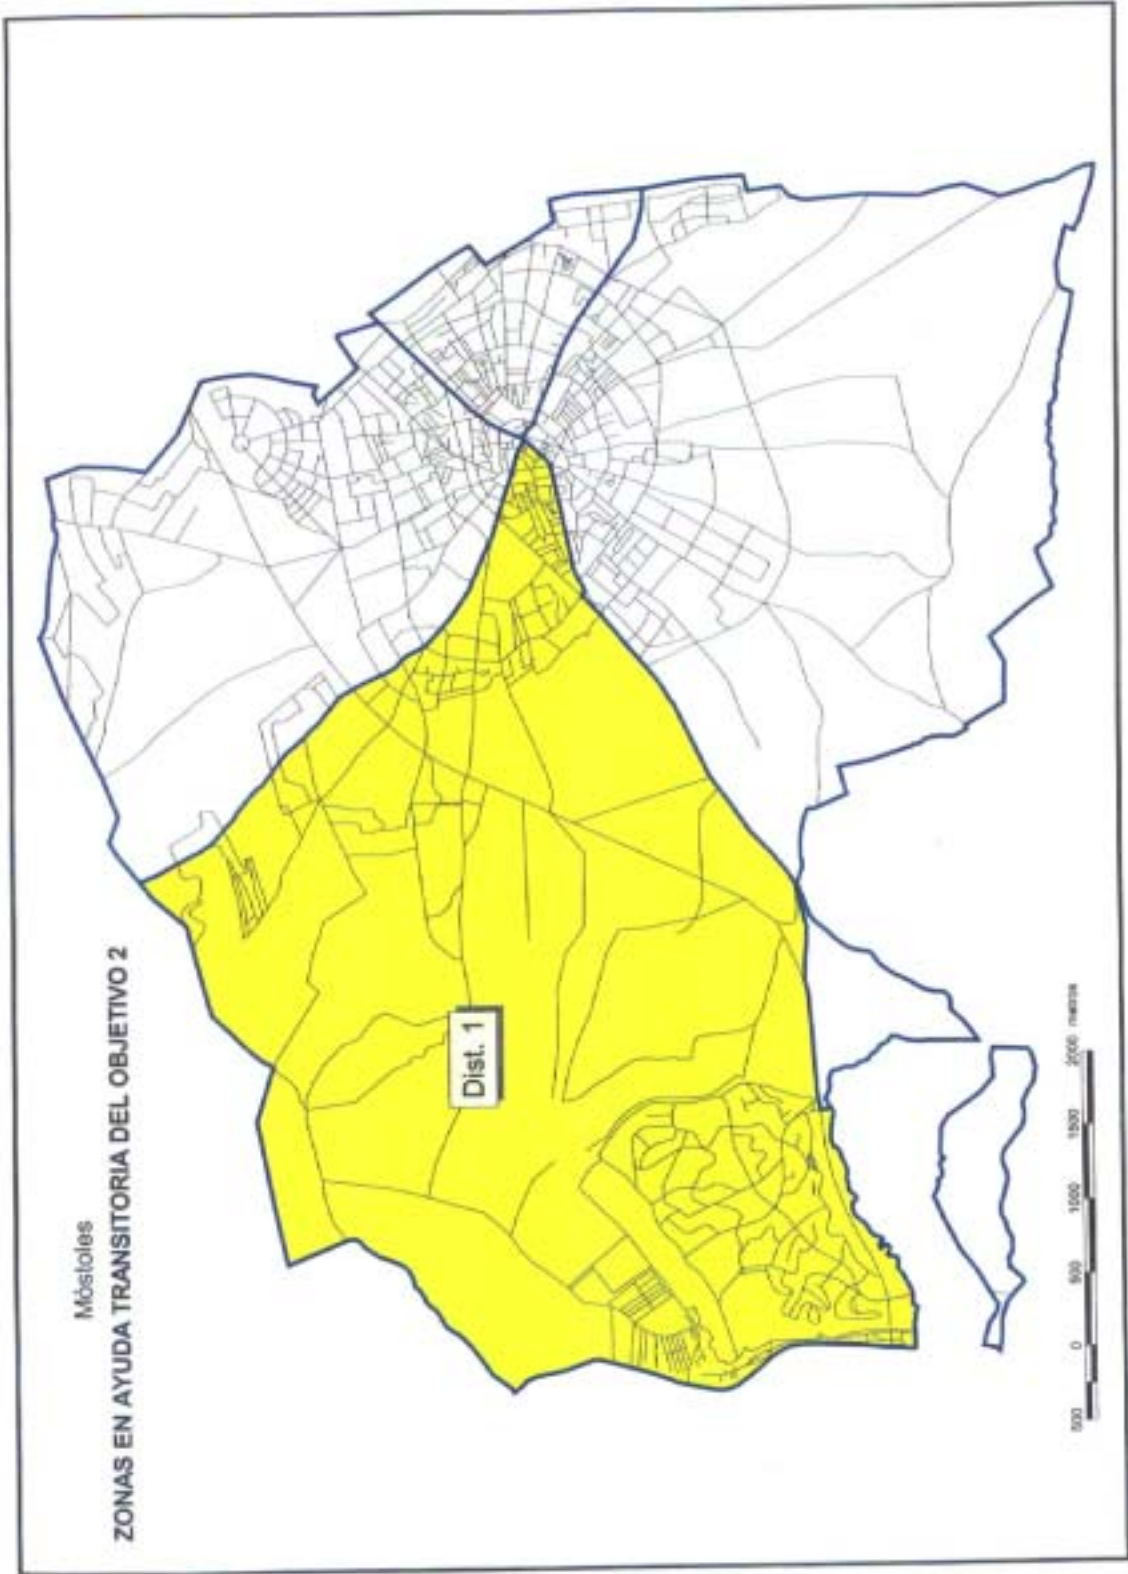 Móstoles
ZONAS EN AYUDA TRANSITORIA DEL OBJETIVO 2
Dist. 1
500 0 500 1000 1500 2000 metros